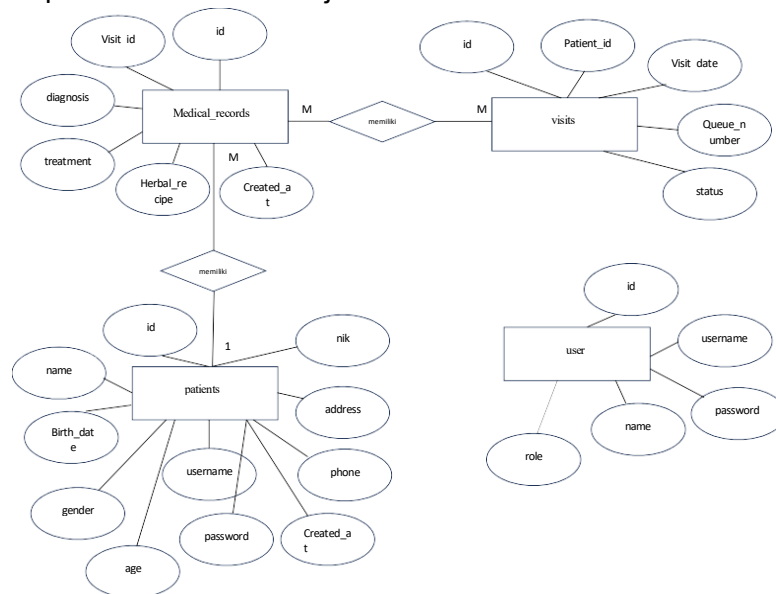 Visit id
id
diagnosis
Medical_records
treatment
Herbal_re
cipe
Created_a
t
M
memiliki
M
id
Patient_id
Visit date
visits
Queue_n
umber
status
M
memiliki
1
id
nik
name
patients
address
Birth_dat
e
username
phone
gender
password
Created_a
t
age
id
user
username
password
name
role